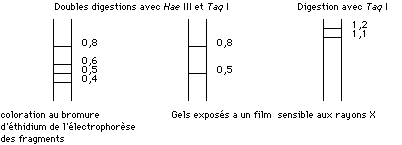 Doubles digestions avec Hae III et Taq I
Digestion avec Taq I
0,8
0,6
0,5
0,4
0,8
0,5
1,2
1,1
coloration au bromure
d'éthidium de l'électrophorèse
des fragments
Gels exposés a un film sensible aux rayons X